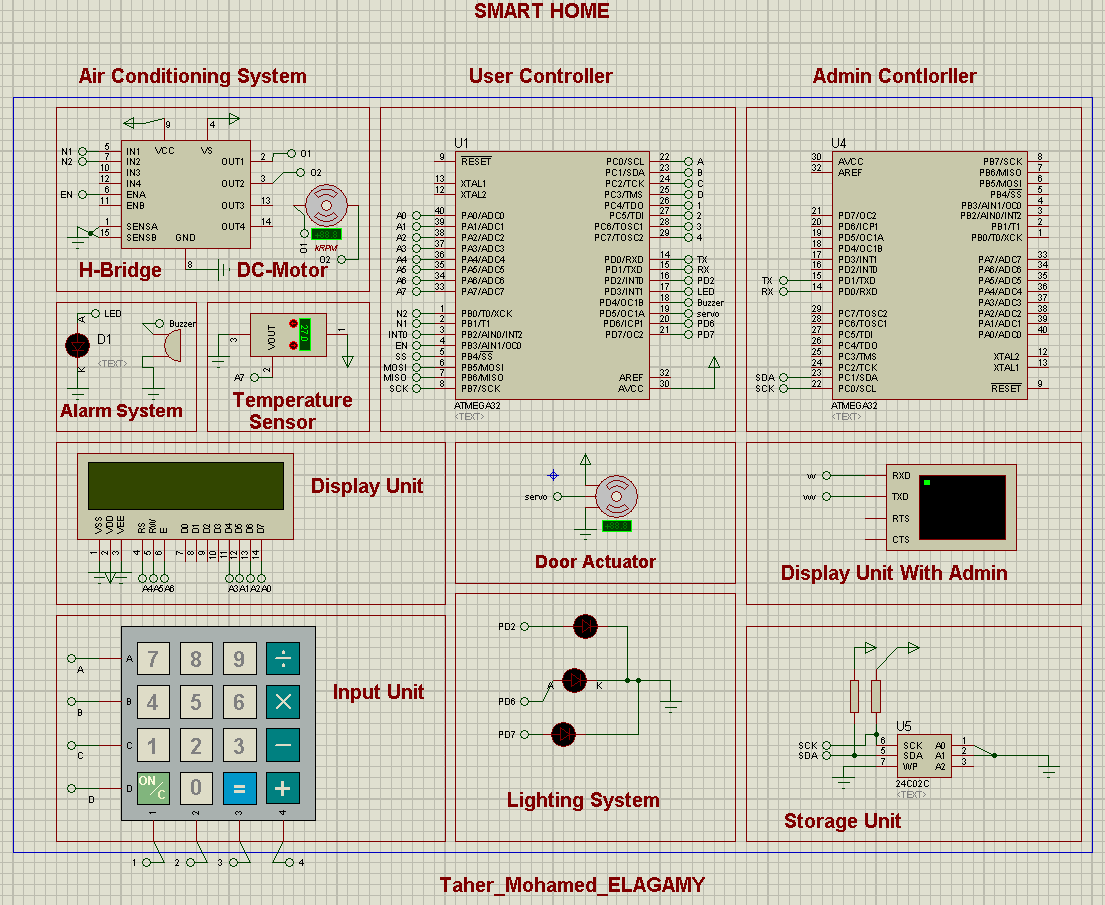 SMART HOME
Air Conditioning System
User Controller
Admin Contlorller
9
4
VCC
VS
N1
5
IN1
N2
7
IN2
10
IN3
12
IN4
EN
6
ENA
11
ENB
1
SENSA
15
SENSB
GND
8
OUT1
2
O1
OUT2
3
O2
OUT3
13
OUT4
14
O1
+88.8
kRPM
O2
H-Bridge
DC-Motor
U1
9
RESET
13
XTAL1
12
XTAL2
A0
40
PA0/ADC0
A1
39
PA1/ADC1
A2
38
PA2/ADC2
A3
37
PA3/ADC3
A4
36
PA4/ADC4
A5
35
PA5/ADC5
A6
34
PA6/ADC6
A7
33
PA7/ADC7
N2
1
PB0/T0/XCK
N1
2
PB1/T1
INT0
3
PB2/AIN0/INT2
EN
4
PB3/AIN1/OC0
SS
5
PB4/SS
MOSI
6
PB5/MOSI
MISO
7
PB6/MISO
SCK
8
PB7/SCK
PC0/SCL
22
A
PC1/SDA
23
B
PC2/TCK
24
C
PC3/TMS
25
D
PC4/TDO
26
1
PC5/TDI
27
2
PC6/TOSC1
28
3
PC7/TOSC2
29
4
PD0/RXD
14
TX
PD1/TXD
15
RX
PD2/INT0
16
PD2
PD3/INT1
17
LED
PD4/OC1B
18
Buzzer
PD5/OC1A
19
servo
PD6/ICP1
20
PD6
PD7/OC2
21
PD7
AREF
32
AVCC
30
ATMEGA32
<TEXT>
U4
30
AVCC
32
AREF
21
PD7/OC2
20
PD6/ICP1
19
PD5/OC1A
18
PD4/OC1B
17
PD3/INT1
16
PD2/INT0
TX
15
PD1/TXD
RX
14
PD0/RXD
29
PC7/TOSC2
28
PC6/TOSC1
27
PC5/TDI
26
PC4/TDO
25
PC3/TMS
24
PC2/TCK
SDA
23
PC1/SDA
SCL
22
PC0/SCL
PB7/SCK
8
PB6/MISO
7
PB5/MOSI
6
PB4/SS
5
PB3/AIN1/OC0
4
PB2/AIN0/INT2
3
PB1/T1
2
PB0/T0/XCK
1
PA7/ADC7
33
PA6/ADC6
34
PA5/ADC5
35
PA4/ADC4
36
PA3/ADC3
37
PA2/ADC2
38
PA1/ADC1
39
PA0/ADC0
40
XTAL2
12
XTAL1
13
RESET
9
ATMEGA32
<TEXT>
LED
A
D1
<TEXT>
K
Buzzer
Alarm System
3
VOUT
27.0
1
2
A7
Temperature
Sensor
Display Unit
VSS
VDD
VEE
RS
RW
E
D0
D1
D2
D3
D4
D5
D6
D7
1
2
3
4
5
6
7
8
9
10
11
12
13
14
A4A5A6
A3A1A2A0
servo
+88.8
Door Actuator
RXD
TXD
RTS
CTS
Display Unit With Admin
A
A
7
8
9
÷
B
B
4
5
6
×
C
C
1
2
3
−
D
D
ON/C
0
=
+
1
2
3
4
1
2
3
4
Input Unit
PD2
A
K
PD6
PD7
Lighting System
U5
SCK
6
SCK
A0
1
SDA
5
SDA
A1
2
7
WP
A2
3
24C02C
<TEXT>
Storage Unit
Taher_Mohamed_ELAGAMY